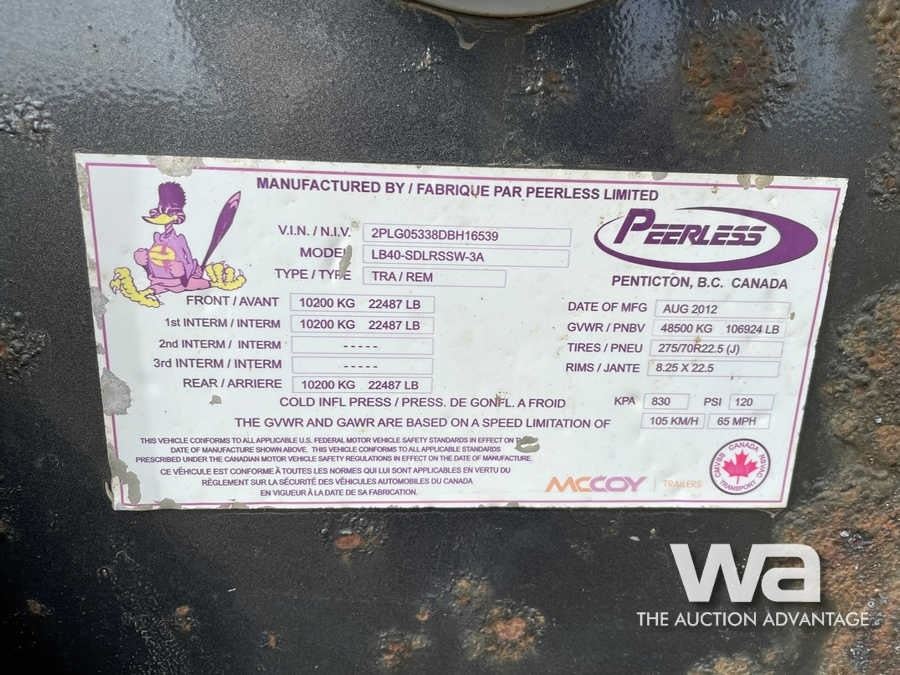 MANUFACTURED BY / FABRIQUE PAR PEERLESS LIMITED
V.I.N. / N.I.V. 2PLG05338DBH16539
MODEL LB40-SDLRSSW-3A
TYPE / TYPE TRA / REM
PEERLESS
PENTICTON, B.C. CANADA
FRONT / AVANT 10200 KG 22487 LB
1st INTERM / INTERM 10200 KG 22487 LB
2nd INTERM / INTERM - - - - -
3rd INTERM / INTERM - - - - -
REAR / ARRIERE 10200 KG 22487 LB
DATE OF MFG AUG 2012
GVWR / PNBV 48500 KG 106924 LB
TIRES / PNEU 275/70R22.5 (J)
RIMS / JANTE 8.25 X 22.5
COLD INFL PRESS / PRESS. DE GONFL. A FROID KPA 830 PSI 120
THE GVWR AND GAWR ARE BASED ON A SPEED LIMITATION OF 105 KM/H 65 MPH
THIS VEHICLE CONFORMS TO ALL APPLICABLE U.S. FEDERAL MOTOR VEHICLE SAFETY STANDARDS IN EFFECT ON
DATE OF MANUFACTURE SHOWN ABOVE. THIS VEHICLE CONFORMS TO ALL APPLICABLE STANDARDS
PRESCRIBED UNDER THE CANADIAN MOTOR VEHICLE SAFETY REGULATIONS IN EFFECT ON THE DATE OF MANUFACTURE.
CE VÉHICULE EST CONFORME À TOUTES LES NORMES QUI LUI SONT APPLICABLES EN VERTU DU
RÈGLEMENT SUR LA SÉCURITÉ DES VÉHICULES AUTOMOBILES DU CANADA
EN VIGUEUR À LA DATE DE SA FABRICATION.
MCCOY | TRAILERS
CMVSS CANADA NSVAC
TRANSPORT
wa
THE AUCTION ADVANTAGE